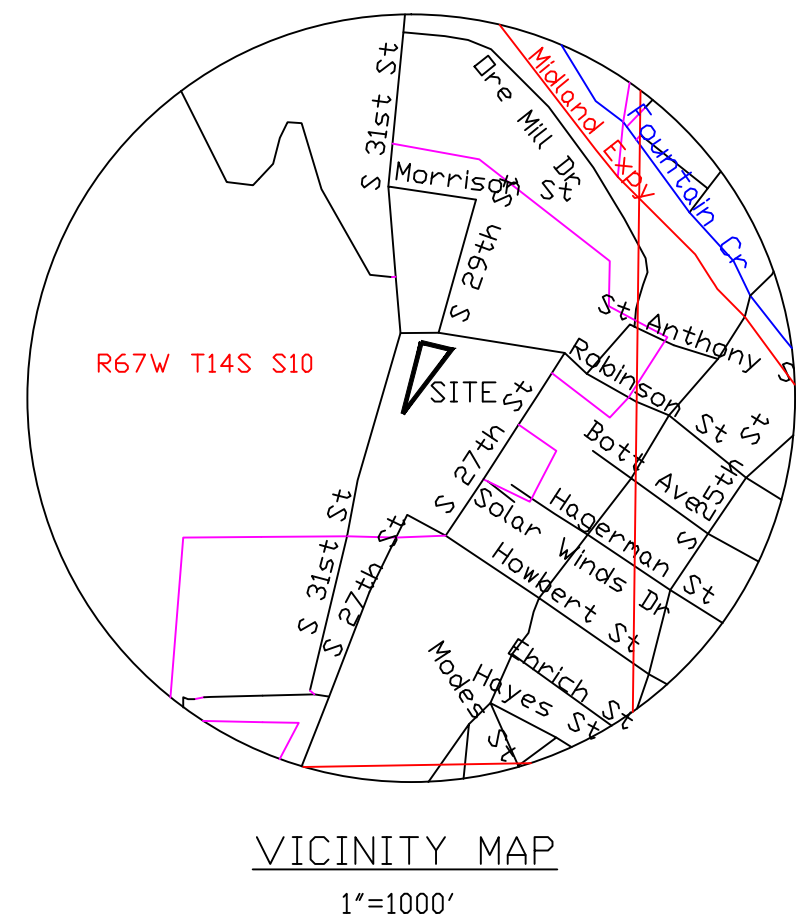 S 31st St
Ore Mill Dr
Midland Expy
Fountain Cr
Morrison St
S 29th St
St Anthony S
R67W T14S S10
SITE
Robinson St
S 27th St
Bott Ave
S 25th St
Solar Winds Dr
Hagerman St
Howbert St
S 31st St
S 27th St
Modes St
Ehrich St
Hayes St
VICINITY MAP
1"=1000'